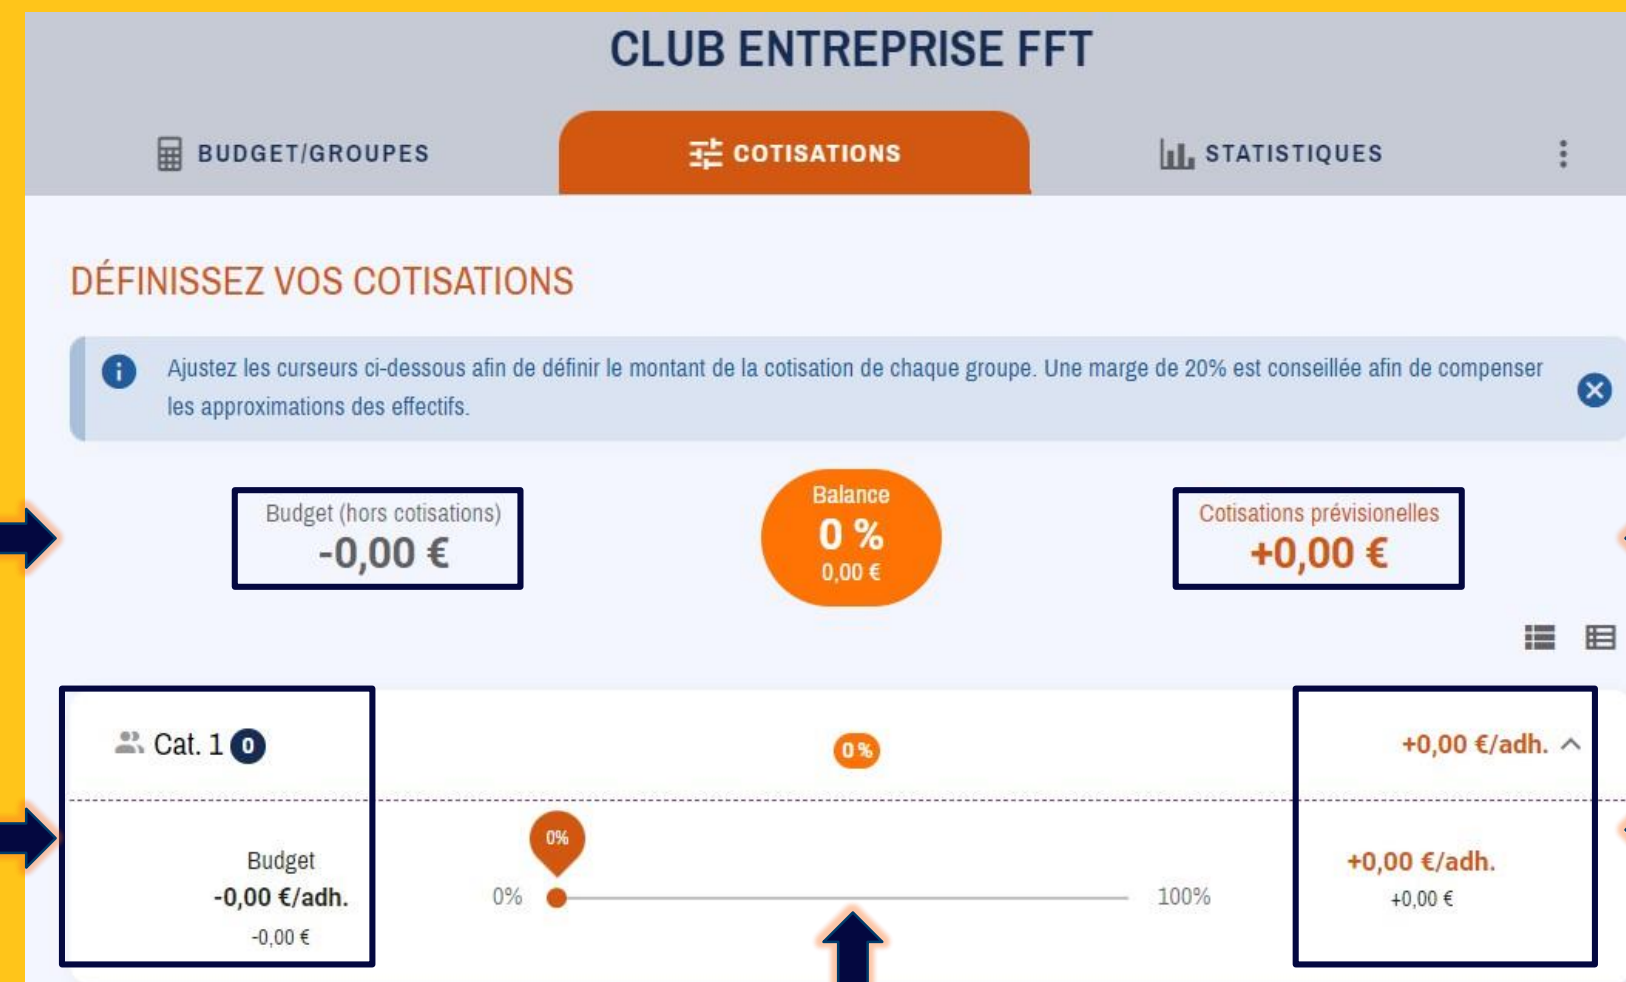 CLUB ENTREPRISE FFT
BUDGET/GROUPES
COTISATIONS
STATISTIQUES
DÉFINISSEZ VOS COTISATIONS
Ajustez les curseurs ci-dessous afin de définir le montant de la cotisation de chaque groupe. Une marge de 20% est conseillée afin de compenser
les approximations des effectifs.
Budget (hors cotisations)
-0,00 €
Balance
0 %
0,00 €
Cotisations prévisionelles
+0,00 €
Cat. 1 0
0 %
+0,00 €/adh.
Budget
-0,00 €/adh.
-0,00 €
0%
0%
100%
+0,00 €/adh.
+0,00 €